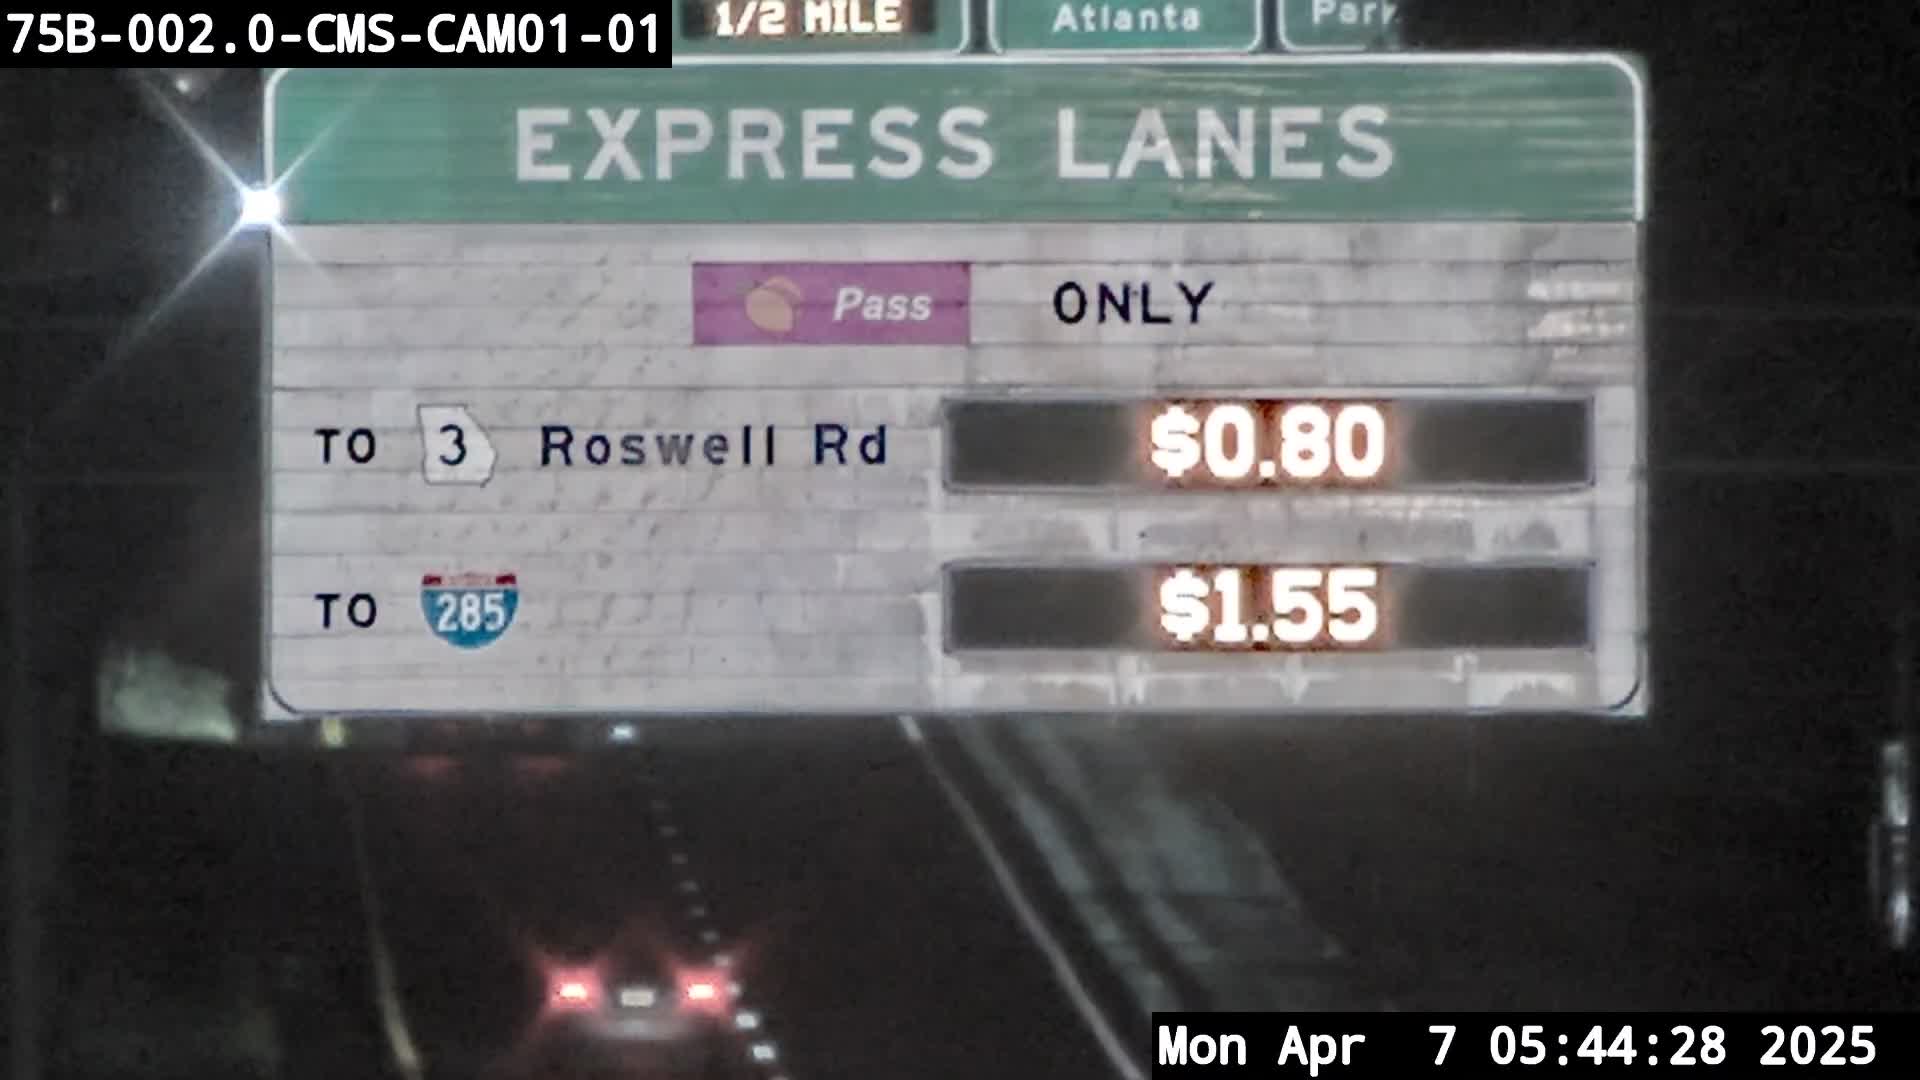 75B-002.0-CMS-CAM01-01
1/2 MILE
Atlanta
Park
EXPRESS LANES
Pass ONLY
TO 3 Roswell Rd $0.80
TO 285 $1.55
Mon Apr 7 05:44:28 2025